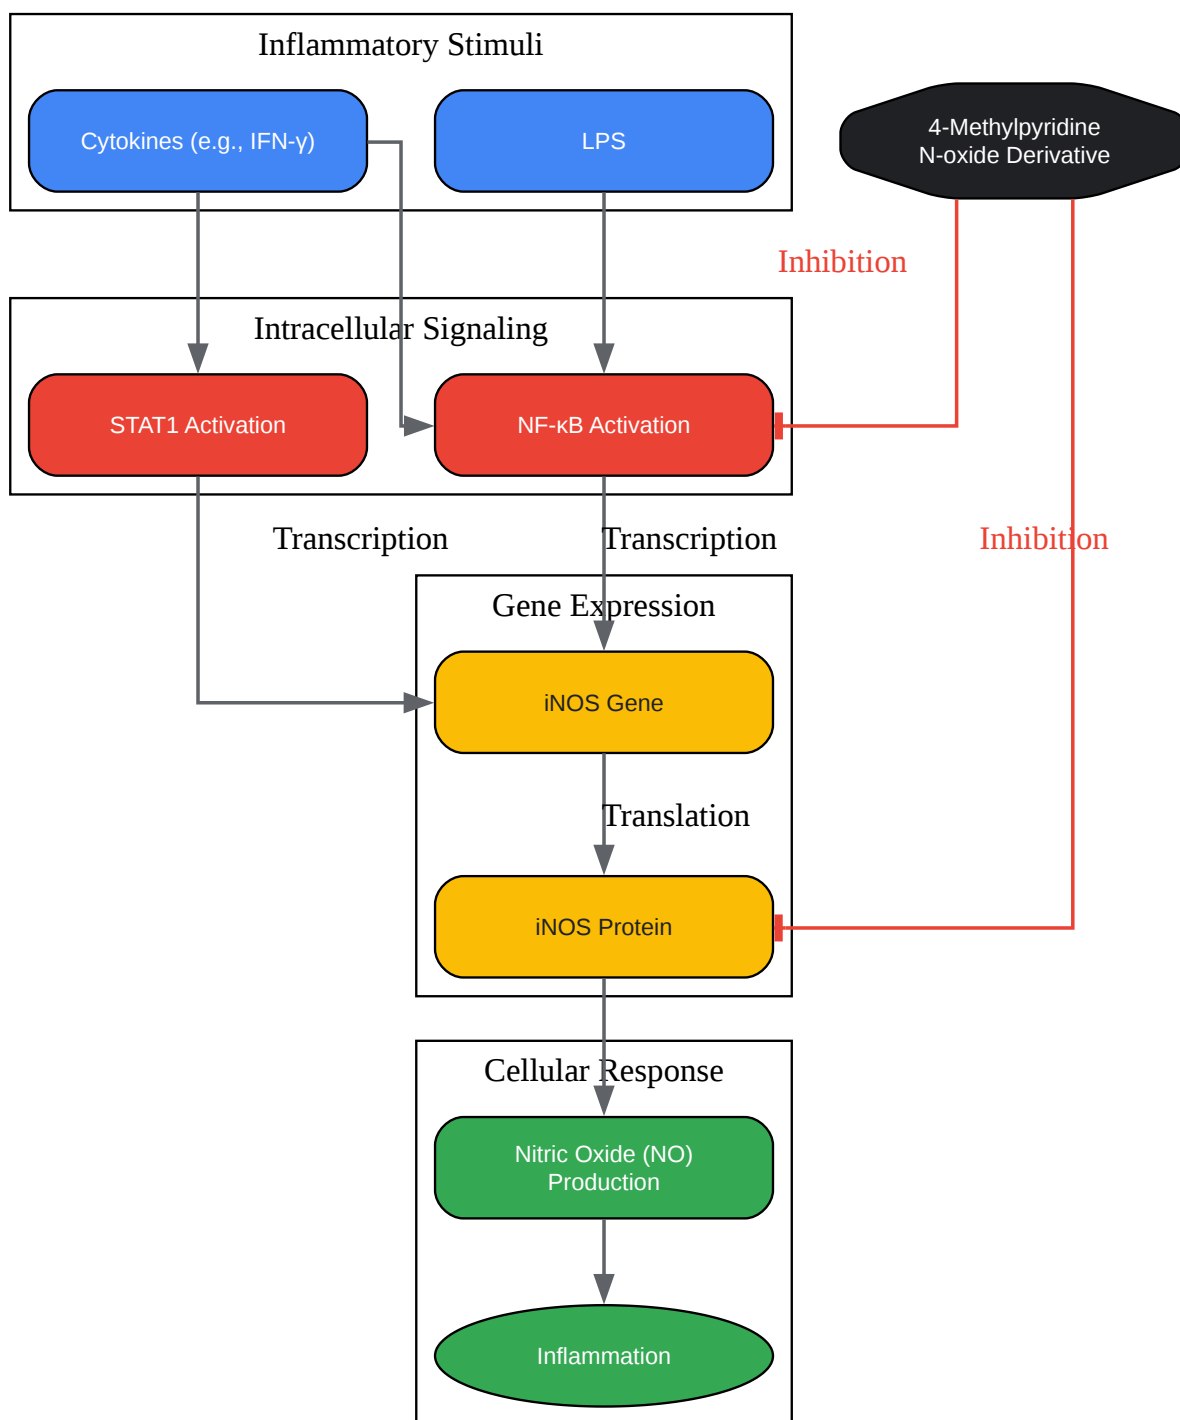 Inflammatory Stimuli
Cytokines (e.g., IFN-γ)
LPS
4-Methylpyridine
N-oxide Derivative
Inhibition
Intracellular Signaling
STAT1 Activation
NF-κB Activation
Transcription
Transcription
Inhibition
Gene Expression
iNOS Gene
Translation
iNOS Protein
Cellular Response
Nitric Oxide (NO)
Production
Inflammation